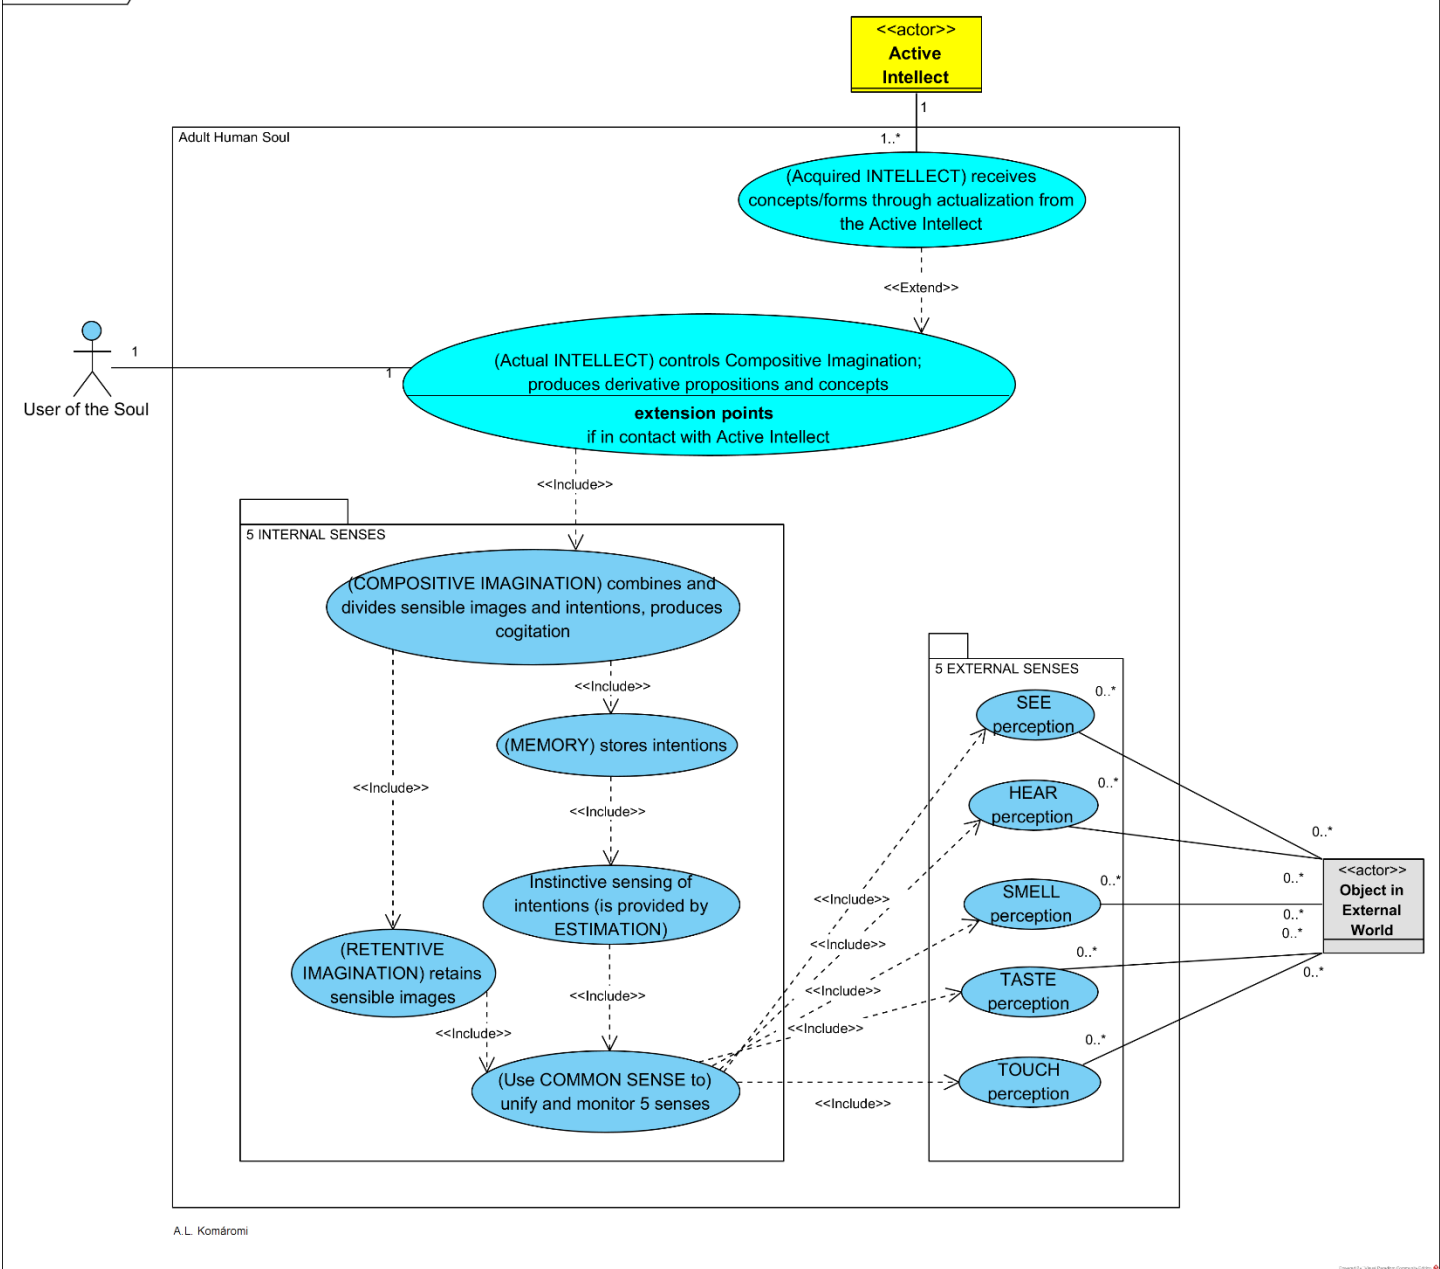 <<actor>>
Active
Intellect
1
1..*
Adult Human Soul
(Acquired INTELLECT) receives
concepts/forms through actualization from
the Active Intellect
<<Extend>>
1
1
User of the Soul
(Actual INTELLECT) controls Compositive Imagination;
produces derivative propositions and concepts
extension points
if in contact with Active Intellect
<<Include>>
5 INTERNAL SENSES
(COMPOSITIVE IMAGINATION) combines and
divides sensible images and intentions, produces
cogitation
<<Include>>
(MEMORY) stores intentions
<<Include>>
<<Include>>
Instinctive sensing of
intentions (is provided by
ESTIMATION)
(RETENTIVE
IMAGINATION) retains
sensible images
<<Include>>
<<Include>>
(Use COMMON SENSE to)
unify and monitor 5 senses
<<Include>>
<<Include>>
<<Include>>
<<Include>>
<<Include>>
5 EXTERNAL SENSES
SEE
perception
0..*
HEAR
perception
0..*
SMELL
perception
0..*
TASTE
perception
0..*
TOUCH
perception
0..*
0..*
0..*
0..*
0..*
0..*
<<actor>>
Object in
External
World
A.L. Komáromi